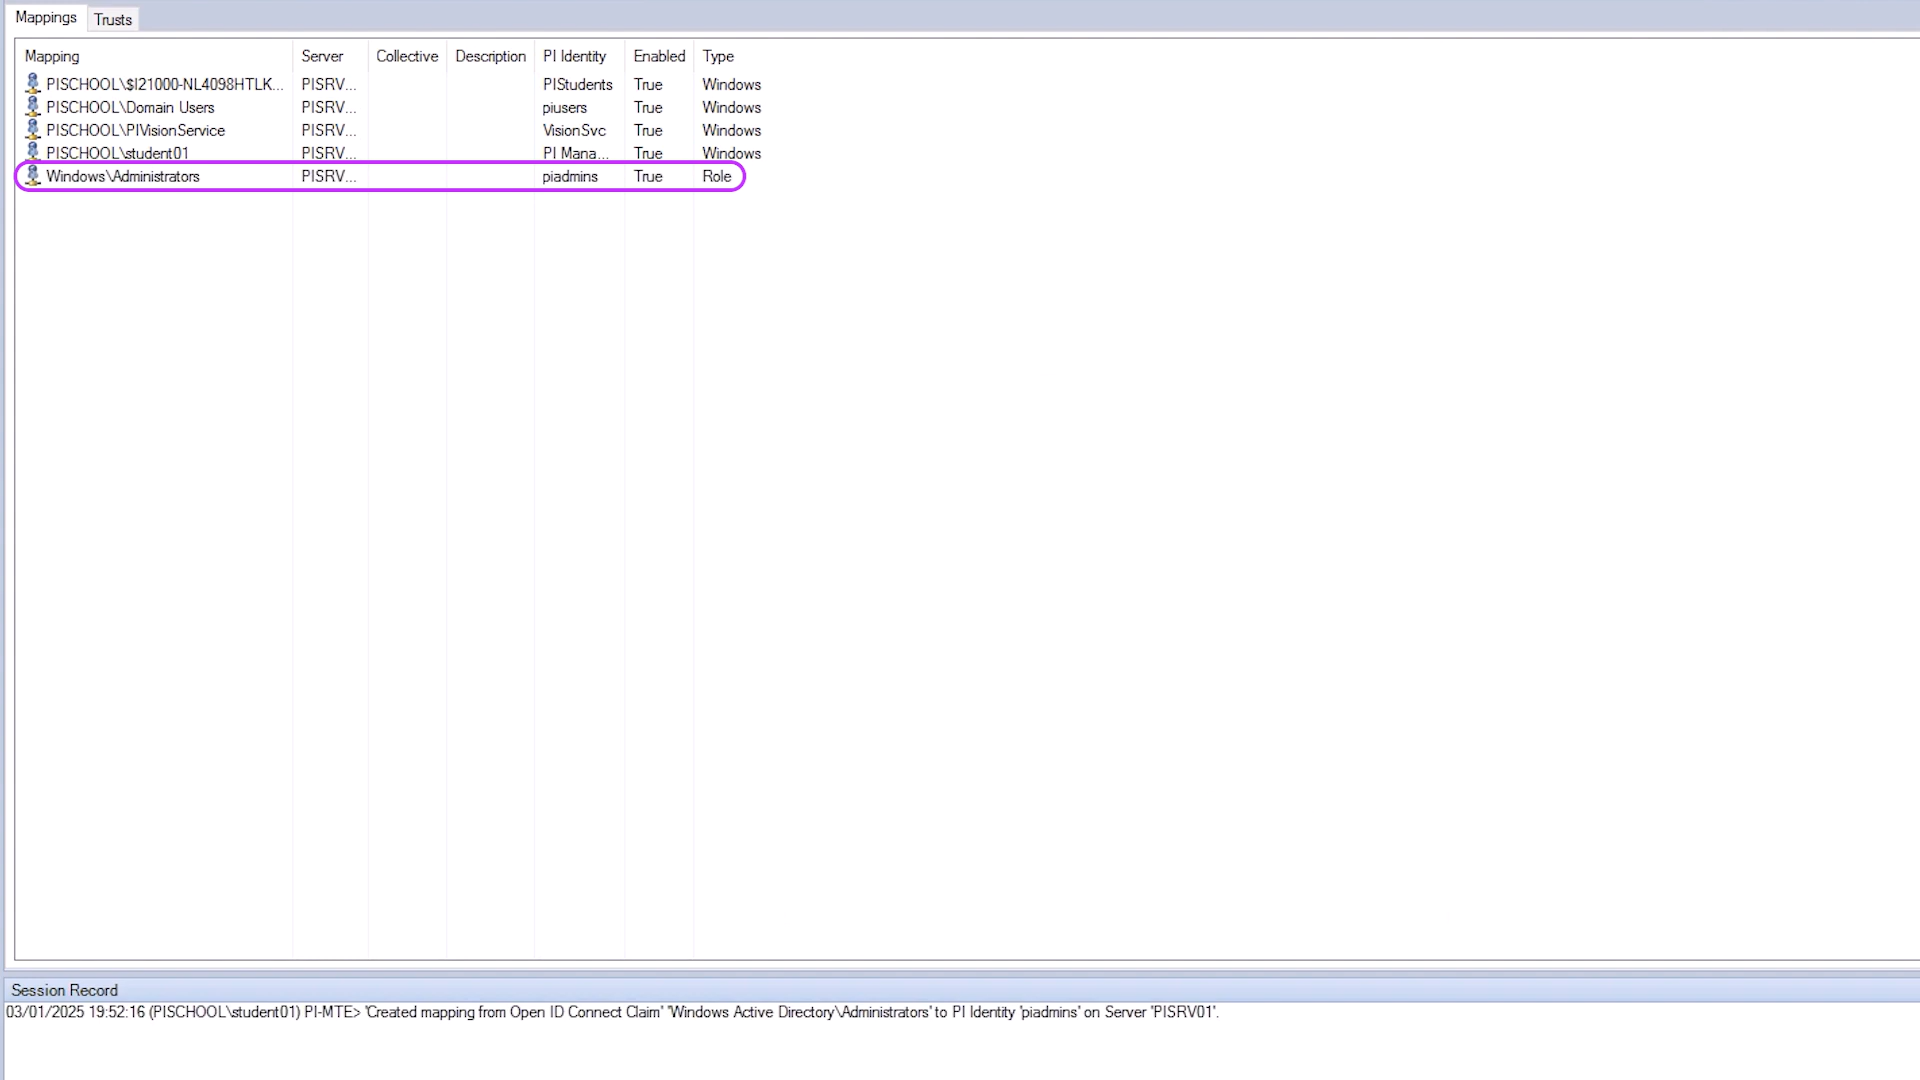 Mappings Trusts
Mapping Server Collective Description PI Identity Enabled Type
PISCHOOL\$I21000-NL4098HTLK... PISRV... PIStudents True Windows
PISCHOOL\Domain Users PISRV... piusers True Windows
PISCHOOL\PIVisionService PISRV... VisionSvc True Windows
PISCHOOL\student01 PISRV... PI Mana... True Windows
Windows\Administrators PISRV... piadmins True Role
Session Record
03/01/2025 19:52:16 (PISCHOOL\student01) PI-MTE> 'Created mapping from Open ID Connect Claim' 'Windows Active Directory\Administrators' to PI Identity 'piadmins' on Server 'PISRV01'.